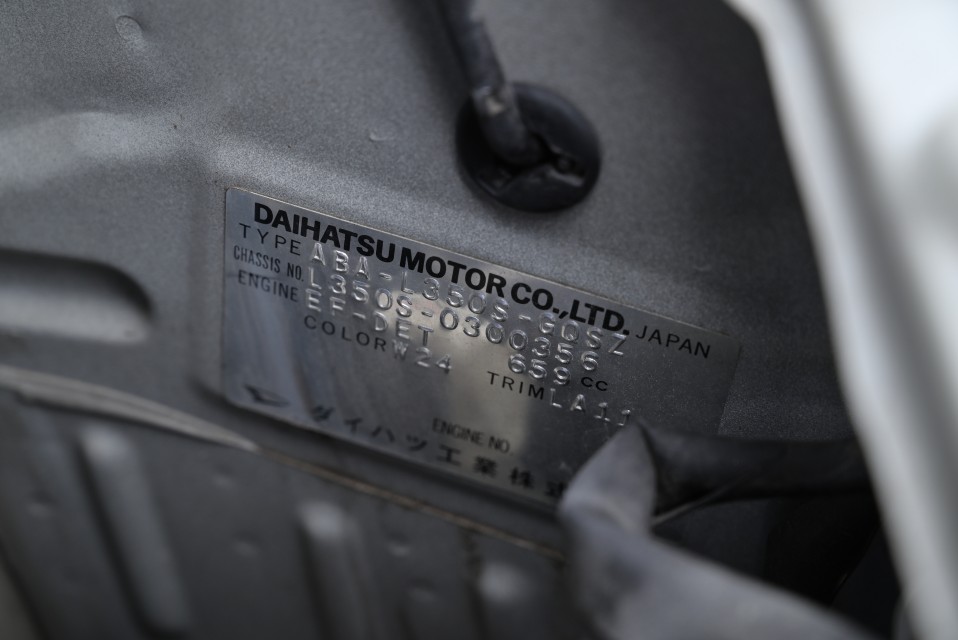 DAIHATSU MOTOR CO.,LTD. JAPAN
TYPE ABA-L350S-GQSZ
CHASSIS NO. L350S-0300356
ENGINE EF-DET 659 CC
COLOR W24 TRIM LA11
ENGINE NO
ダイハツ工業株式